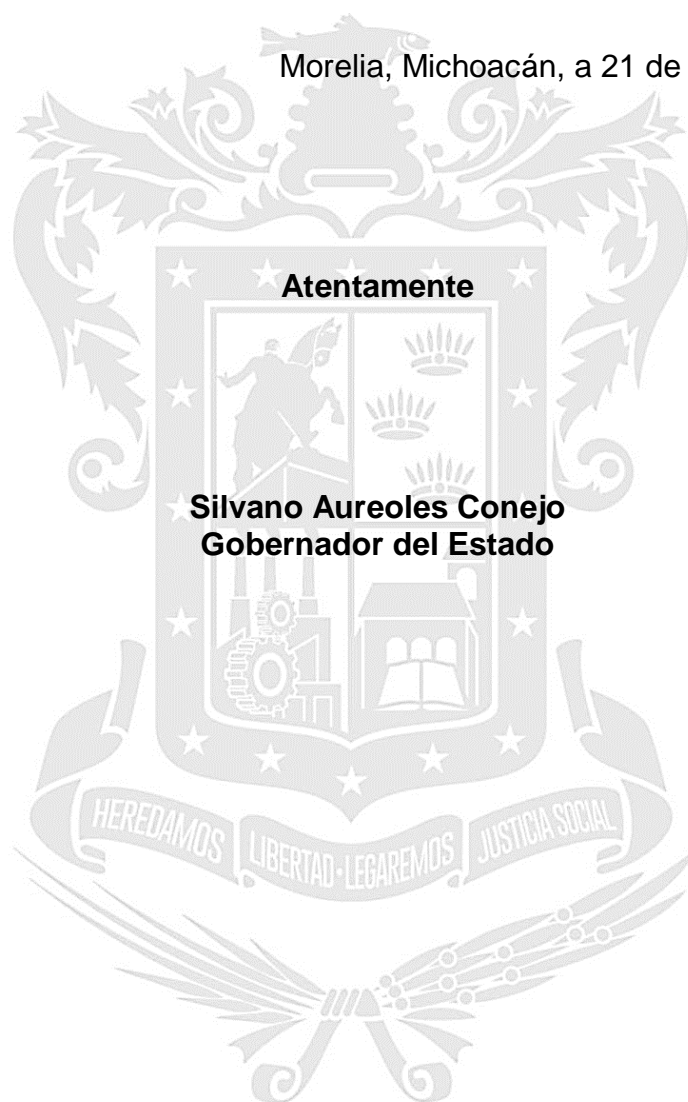 Morelia, Michoacán, a 21 de
Atentamente
Silvano Aureoles Conejo
Gobernador del Estado
HEREDAMOS LIBERTAD·LEGAREMOS JUSTICIA SOCIAL